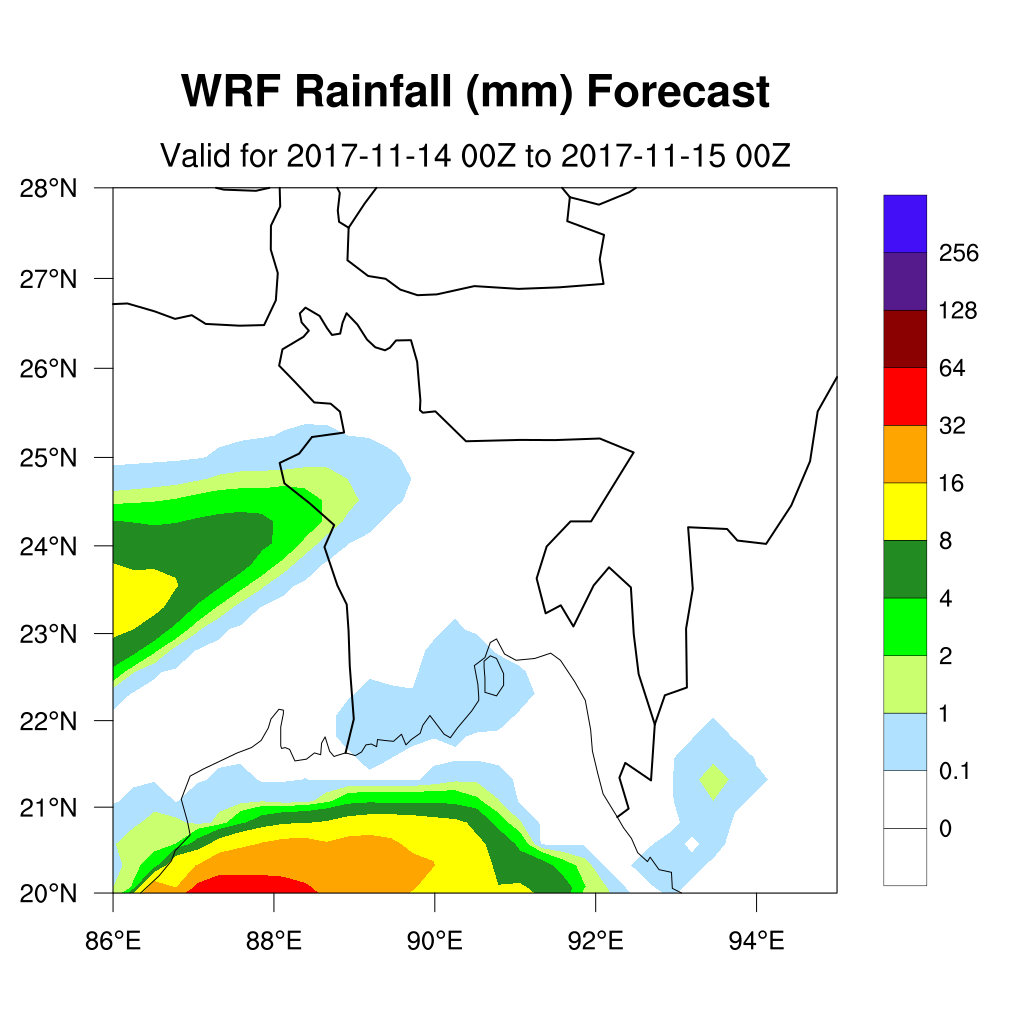 WRF Rainfall (mm) Forecast
Valid for 2017-11-14 00Z to 2017-11-15 00Z
28°N
27°N
26°N
25°N
24°N
23°N
22°N
21°N
20°N
86°E 88°E 90°E 92°E 94°E
256
128
64
32
16
8
4
2
1
0.1
0